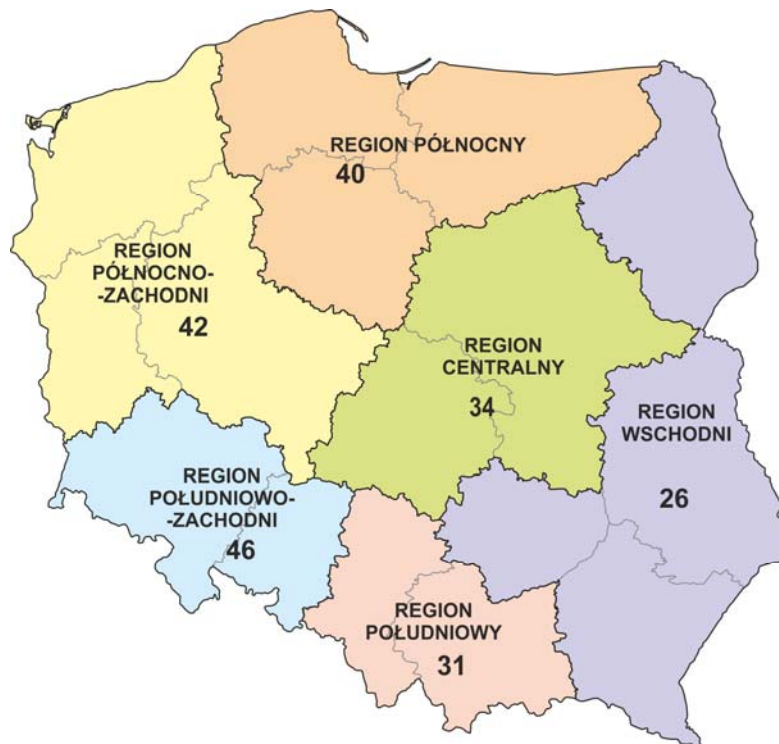 REGION PÓŁNOCNY
40
REGION
PÓŁNOCNO-
-ZACHODNI
42
REGION
CENTRALNY
34
REGION
WSCHODNI
26
REGION
POŁUDNIOWO-
-ZACHODNI
46
REGION
POŁUDNIOWY
31